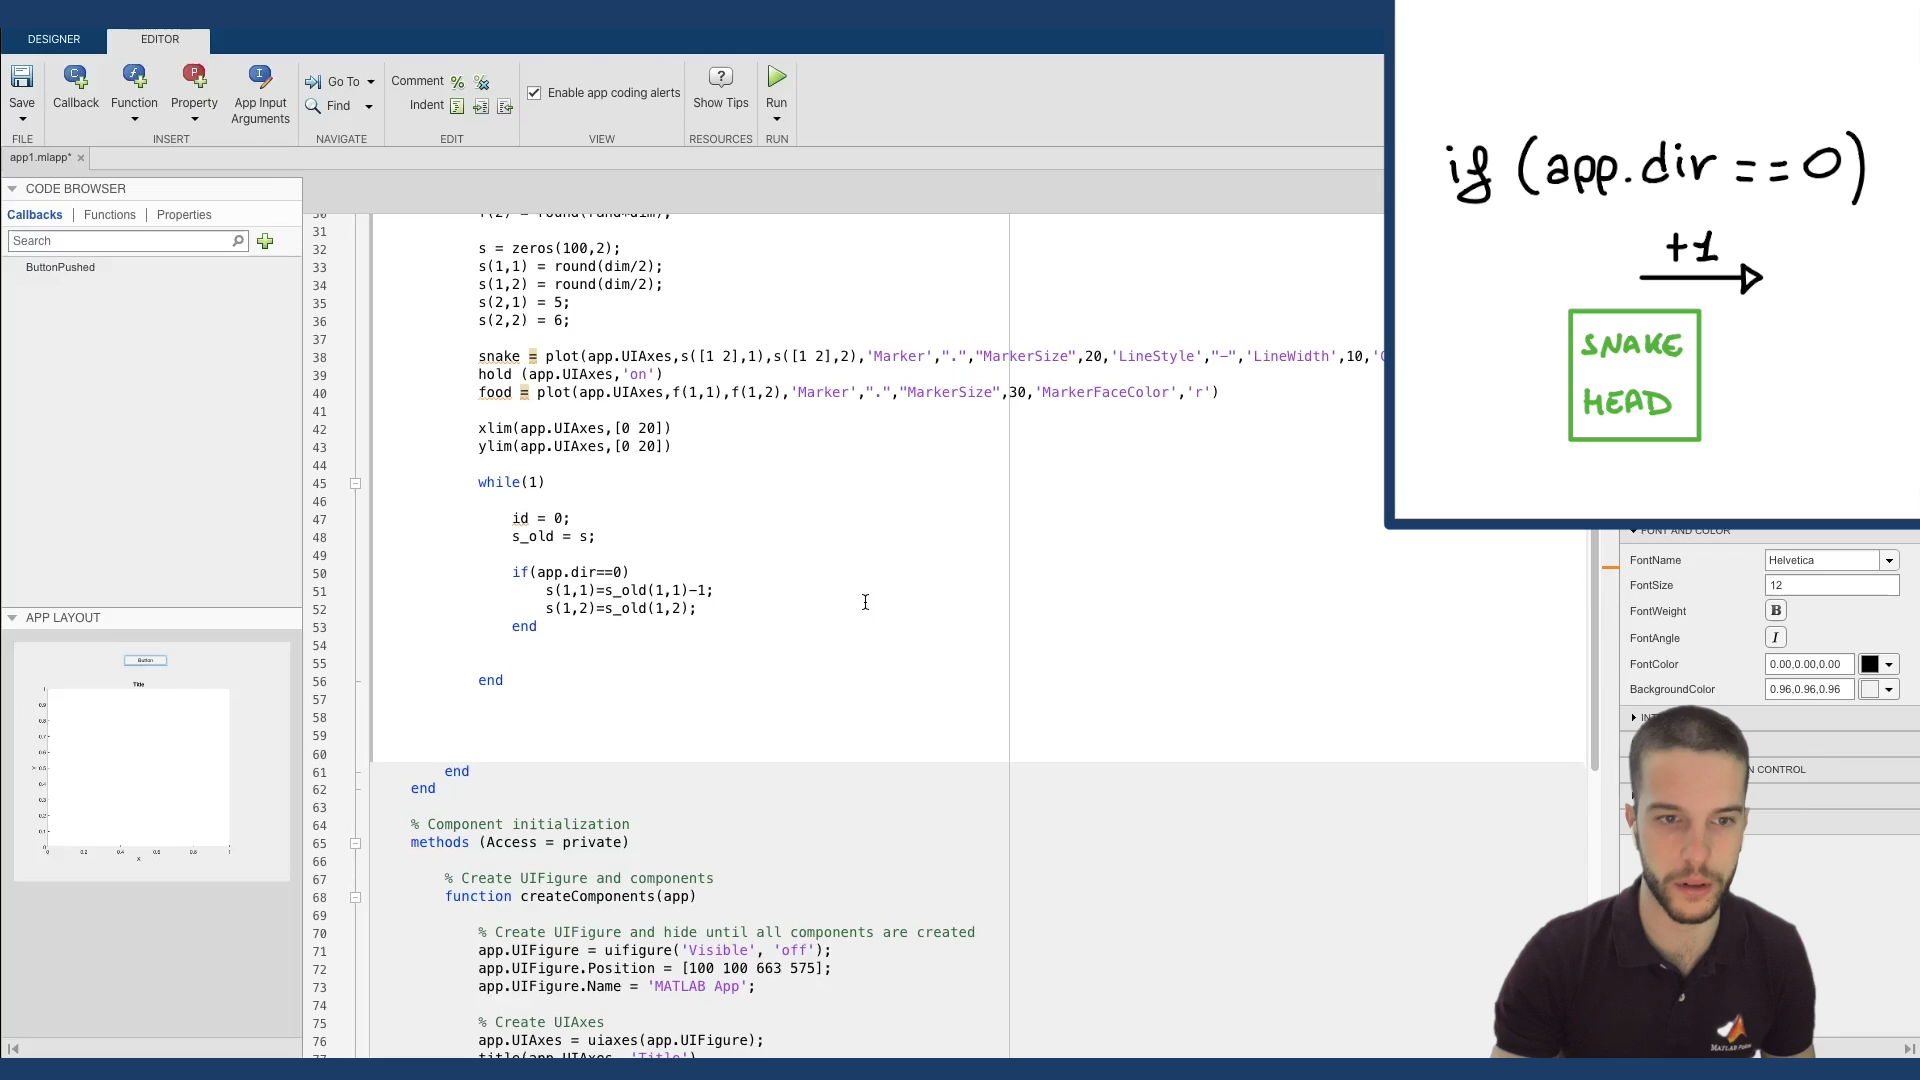 DESIGNER
EDITOR
Save
Callback
Function
Property
App Input
Arguments
Go To
Find
Comment
Indent
Enable app coding alerts
Show Tips
Run
FILE
INSERT
NAVIGATE
EDIT
VIEW
RESOURCES
RUN
app1.mlapp*
CODE BROWSER
Callbacks
Functions
Properties
Search
ButtonPushed
APP LAYOUT
Button
Title
31
32 s = zeros(100,2);
33 s(1,1) = round(dim/2);
34 s(1,2) = round(dim/2);
35 s(2,1) = 5;
36 s(2,2) = 6;
37
38 snake = plot(app.UIAxes,s([1 2],1),s([1 2],2),'Marker',".","MarkerSize",20,'LineStyle',"-",'LineWidth',10,
39 hold (app.UIAxes,'on')
40 food = plot(app.UIAxes,f(1,1),f(1,2),'Marker',".","MarkerSize",30,'MarkerFaceColor','r')
41
42 xlim(app.UIAxes,[0 20])
43 ylim(app.UIAxes,[0 20])
44
45 while(1)
46
47 id = 0;
48 s_old = s;
49
50 if(app.dir==0)
51 s(1,1)=s_old(1,1)-1;
52 s(1,2)=s_old(1,2);
53 end
54
55
56 end
57
58
59
60
61 end
62 end
63
64 % Component initialization
65 methods (Access = private)
66
67 % Create UIFigure and components
68 function createComponents(app)
69
70 % Create UIFigure and hide until all components are created
71 app.UIFigure = uifigure('Visible', 'off');
72 app.UIFigure.Position = [100 100 663 575];
73 app.UIFigure.Name = 'MATLAB App';
74
75 % Create UIAxes
76 app.UIAxes = uiaxes(app.UIFigure);
title(app.UIAxes, 'Title')
if (app.dir == 0)
+1
SNAKE
HEAD
FONT AND COLOR
FontName Helvetica
FontSize 12
FontWeight B
FontAngle I
FontColor 0.00,0.00,0.00
BackgroundColor 0.96,0.96,0.96
CONTROL
MATLAB Point